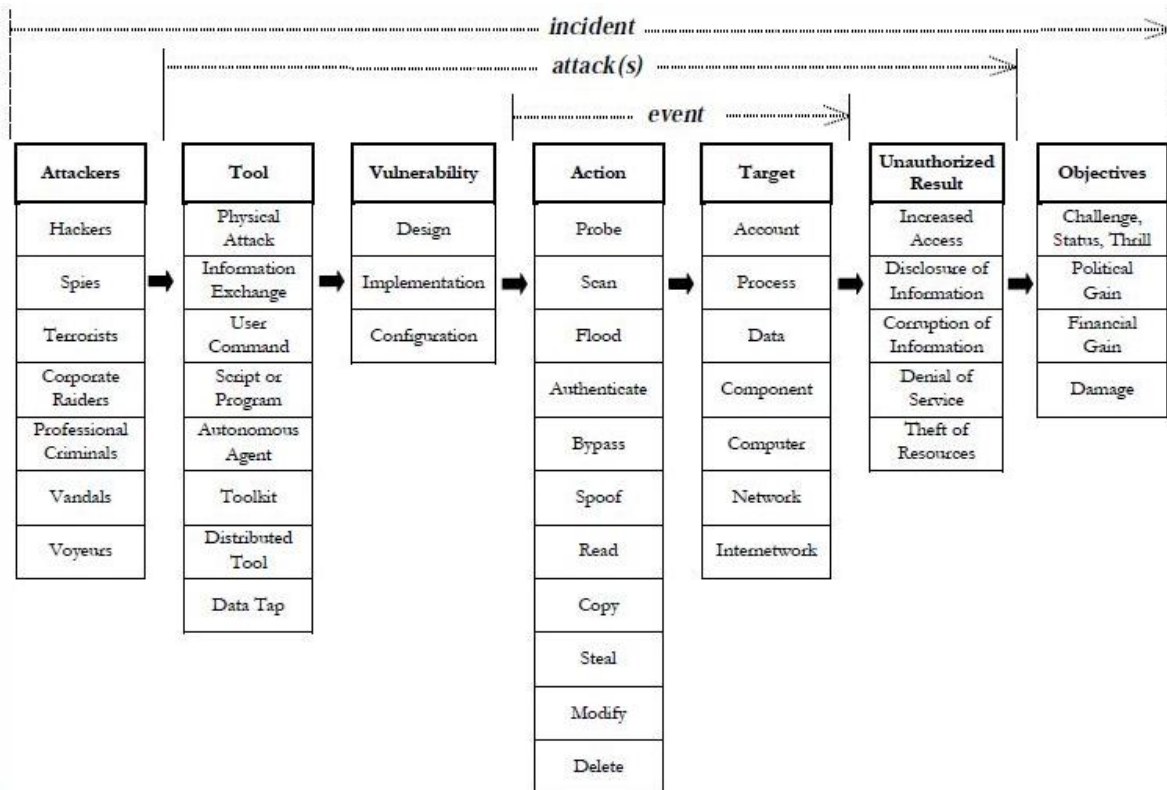 incident
attack(s)
event
Attackers
Hackers
Spies
Terrorists
Corporate
Raiders
Professional
Criminals
Vandals
Voyeurs
Tool
Physical
Attack
Information
Exchange
User
Command
Script or
Program
Autonomous
Agent
Toolkit
Distributed
Tool
Data Tap
Vulnerability
Design
Implementation
Configuration
Action
Probe
Scan
Flood
Authenticate
Bypass
Spoof
Read
Copy
Steal
Modify
Delete
Target
Account
Process
Data
Component
Computer
Network
Internetwork
Unauthorized
Result
Increased
Access
Disclosure of
Information
Corruption of
Information
Denial of
Service
Theft of
Resources
Objectives
Challenge,
Status, Thrill
Political
Gain
Financial
Gain
Damage